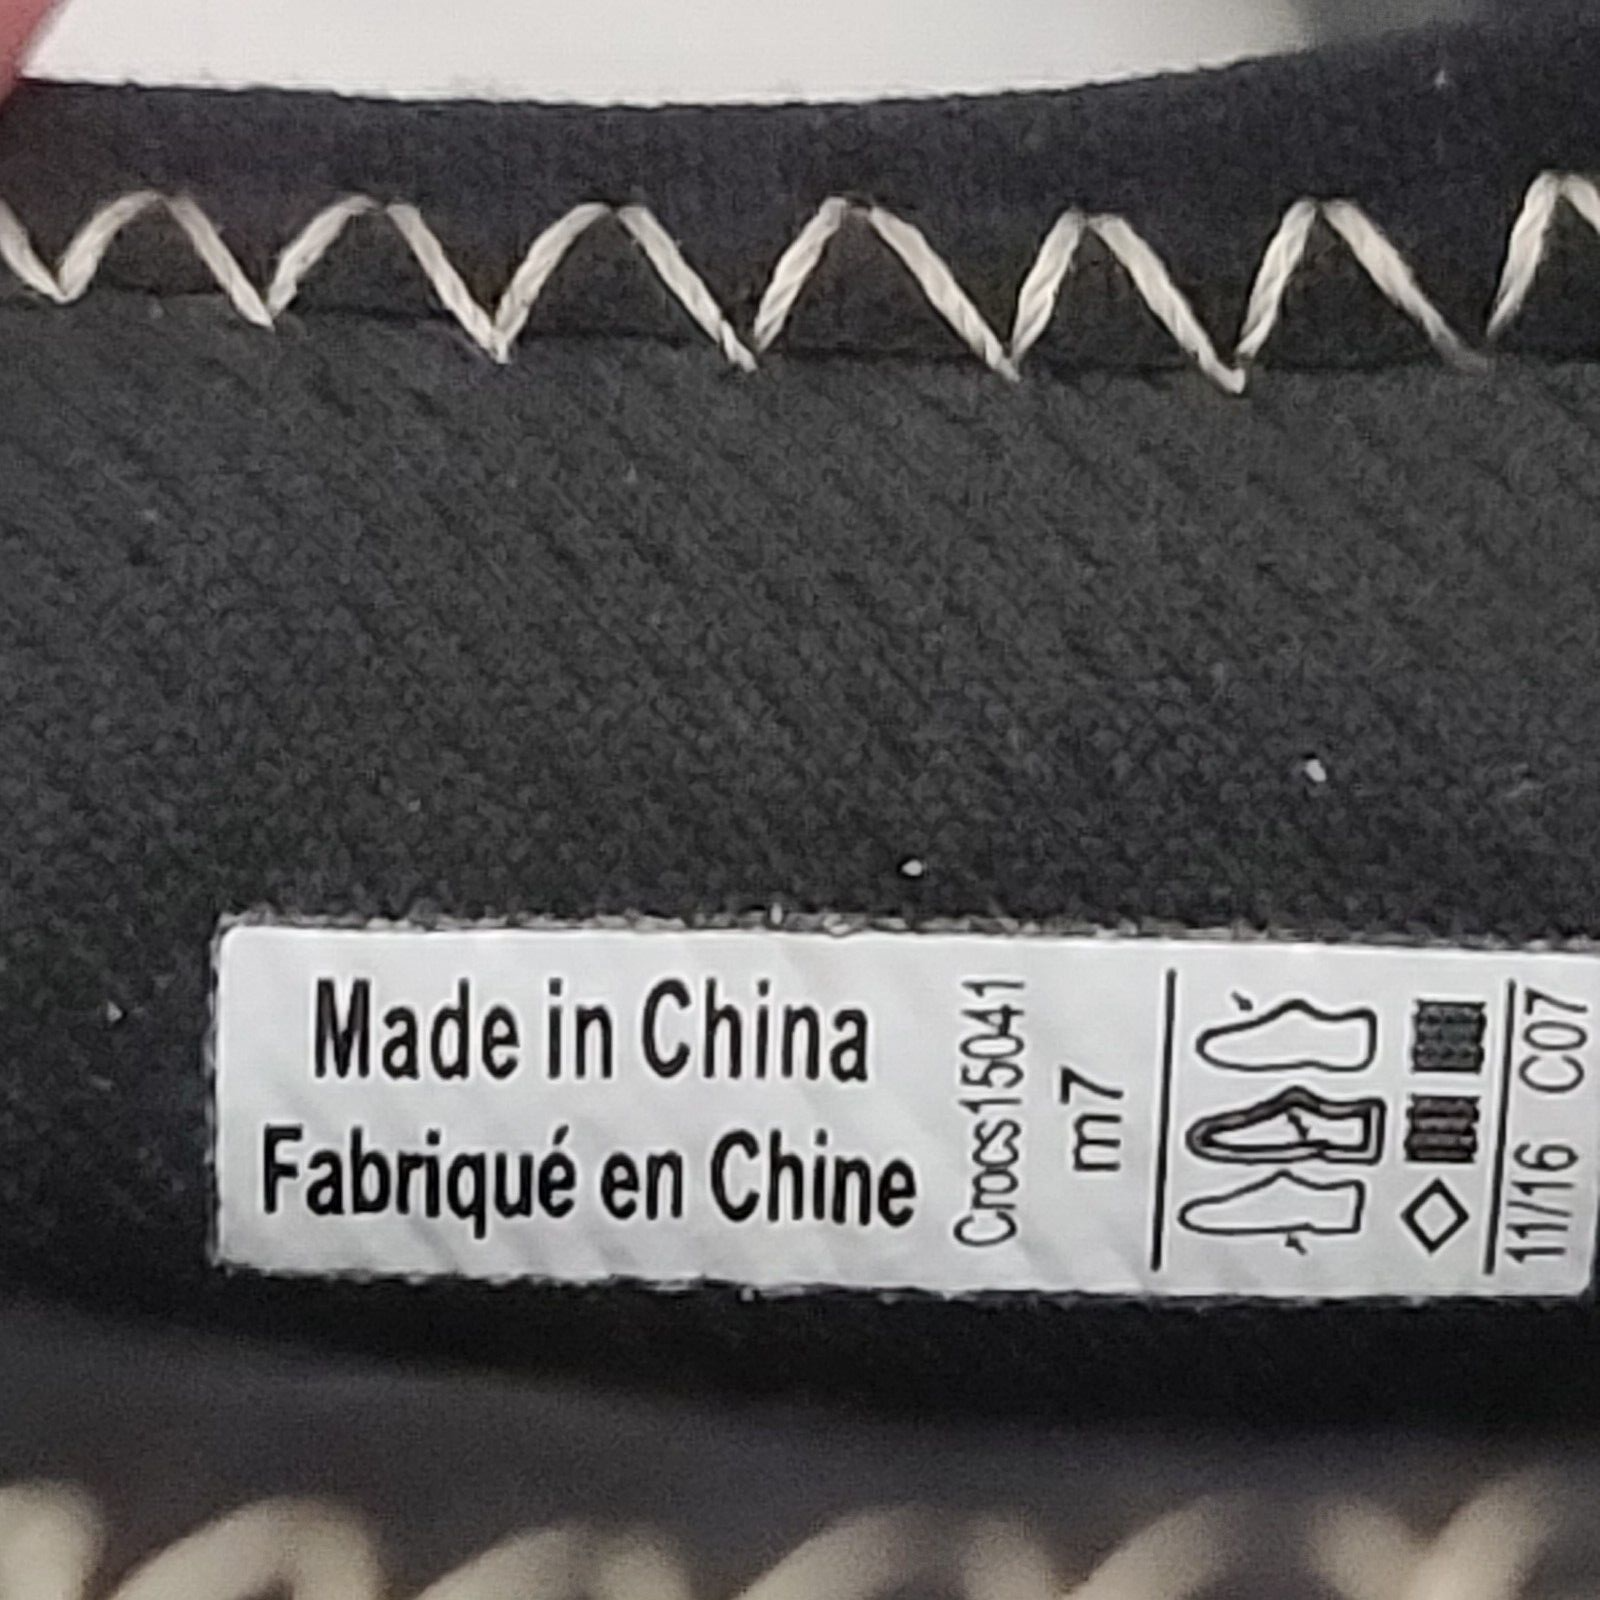 Made in China
Fabriqué en Chine
Crocs15041
m7
11/16 C07